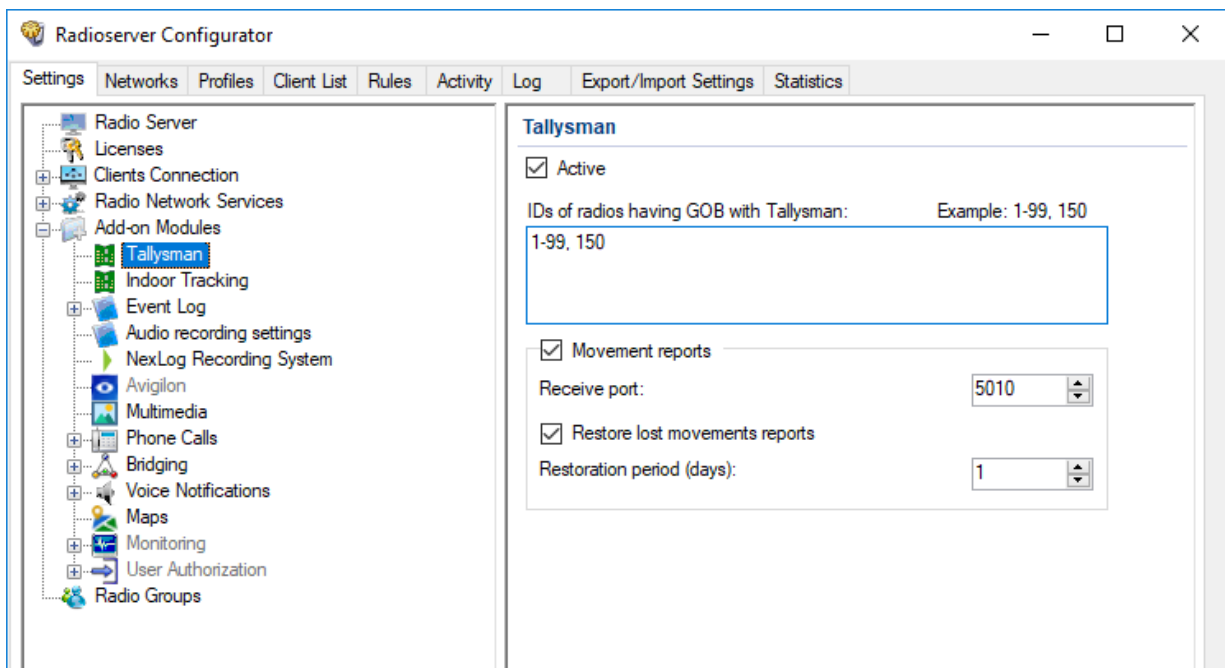 Radioserver Configurator
Settings Networks Profiles Client List Rules Activity Log Export/Import Settings Statistics
Radio Server
Licenses
Clients Connection
Radio Network Services
Add-on Modules
Tallysman
Indoor Tracking
Event Log
Audio recording settings
NexLog Recording System
Avigilon
Multimedia
Phone Calls
Bridging
Voice Notifications
Maps
Monitoring
User Authorization
Radio Groups
Tallysman
Active
IDs of radios having GOB with Tallysman: Example: 1-99, 150
1-99, 150
Movement reports
Receive port: 5010
Restore lost movements reports
Restoration period (days): 1